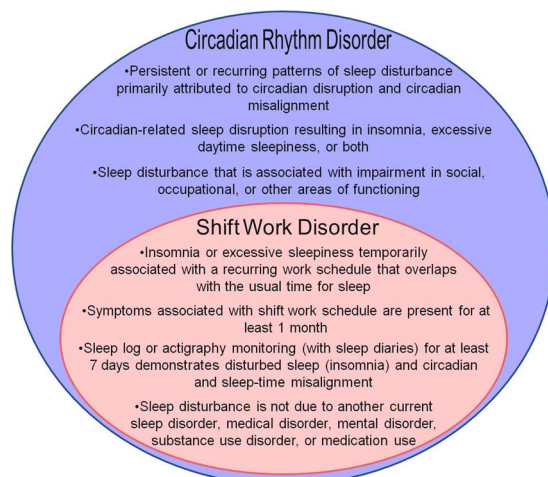 Circadian Rhythm Disorder
•Persistent or recurring patterns of sleep disturbance
primarily attributed to circadian disruption and circadian
misalignment
•Circadian-related sleep disruption resulting in insomnia, excessive
daytime sleepiness, or both
•Sleep disturbance that is associated with impairment in social,
occupational, or other areas of functioning
Shift Work Disorder
•Insomnia or excessive sleepiness temporarily
associated with a recurring work schedule that overlaps
with the usual time for sleep
•Symptoms associated with shift work schedule are present for at
least 1 month
•Sleep log or actigraphy monitoring (with sleep diaries) for at least
7 days demonstrates disturbed sleep (insomnia) and circadian
and sleep-time misalignment
•Sleep disturbance is not due to another current
sleep disorder, medical disorder, mental disorder,
substance use disorder, or medication use